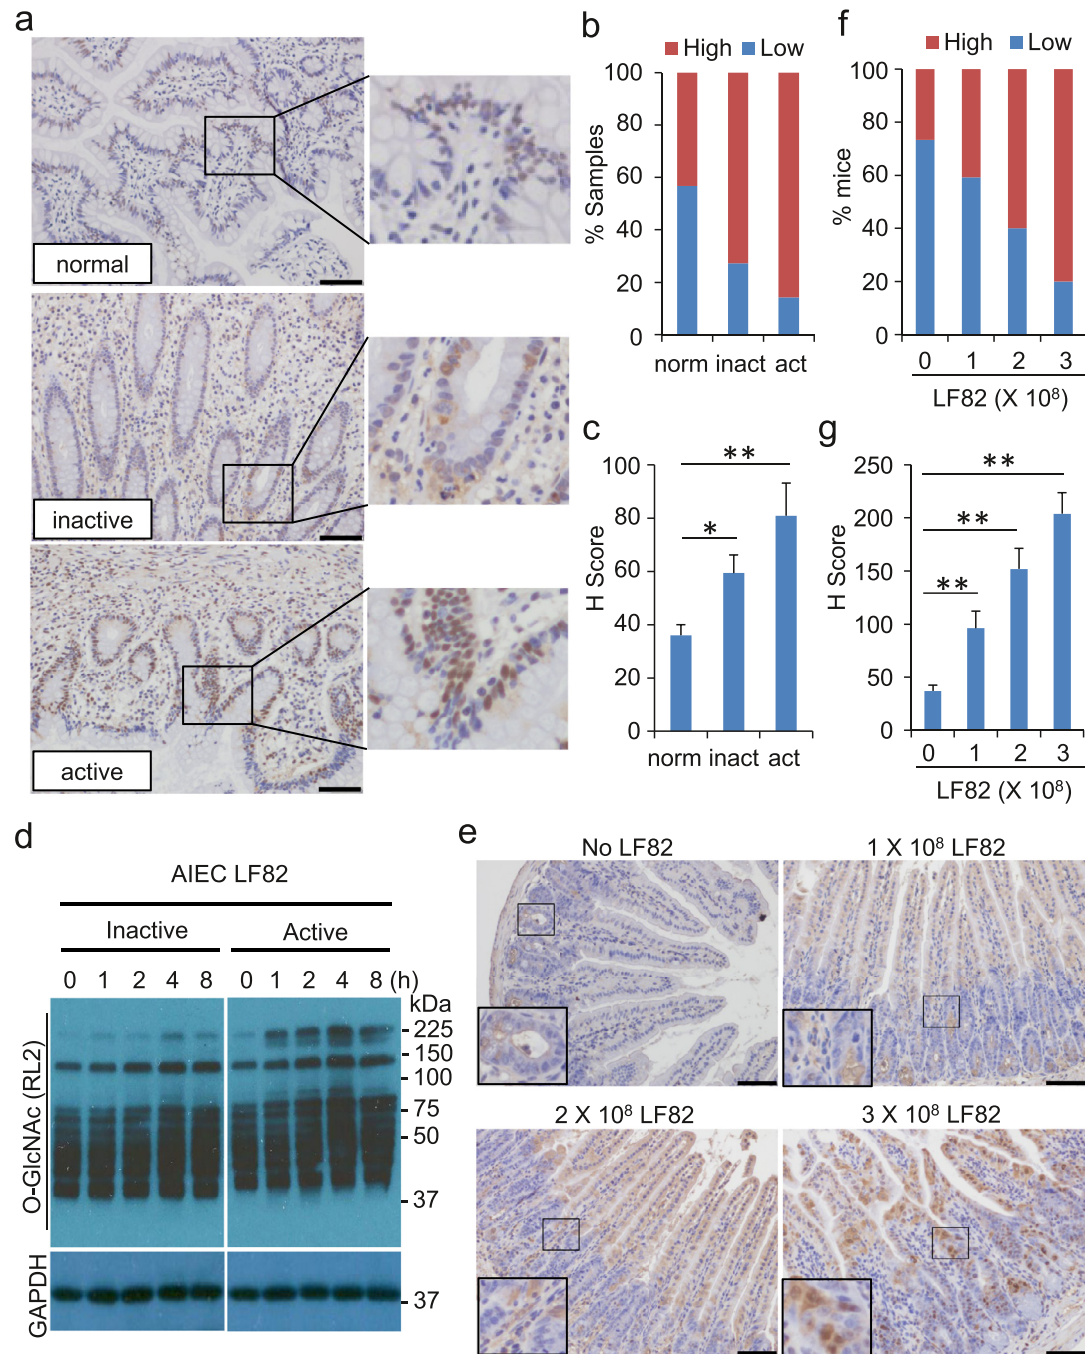 a
normal
inactive
active
b
High Low
% Samples
100
80
60
40
20
0
norm inact act
c
H Score
100
80
60
40
20
0
**
*
norm inact act
f
High Low
% mice
100
80
60
40
20
0
0 1 2 3
LF82 (X 10⁸)
g
H Score
250
200
150
100
50
0
**
**
**
0 1 2 3
LF82 (X 10⁸)
d
AIEC LF82
Inactive Active
0 1 2 4 8 0 1 2 4 8 (h)
kDa
225
150
100
75
50
37
O-GlcNAc (RL2)
GAPDH
37
e
No LF82
1 X 10⁸ LF82
2 X 10⁸ LF82
3 X 10⁸ LF82